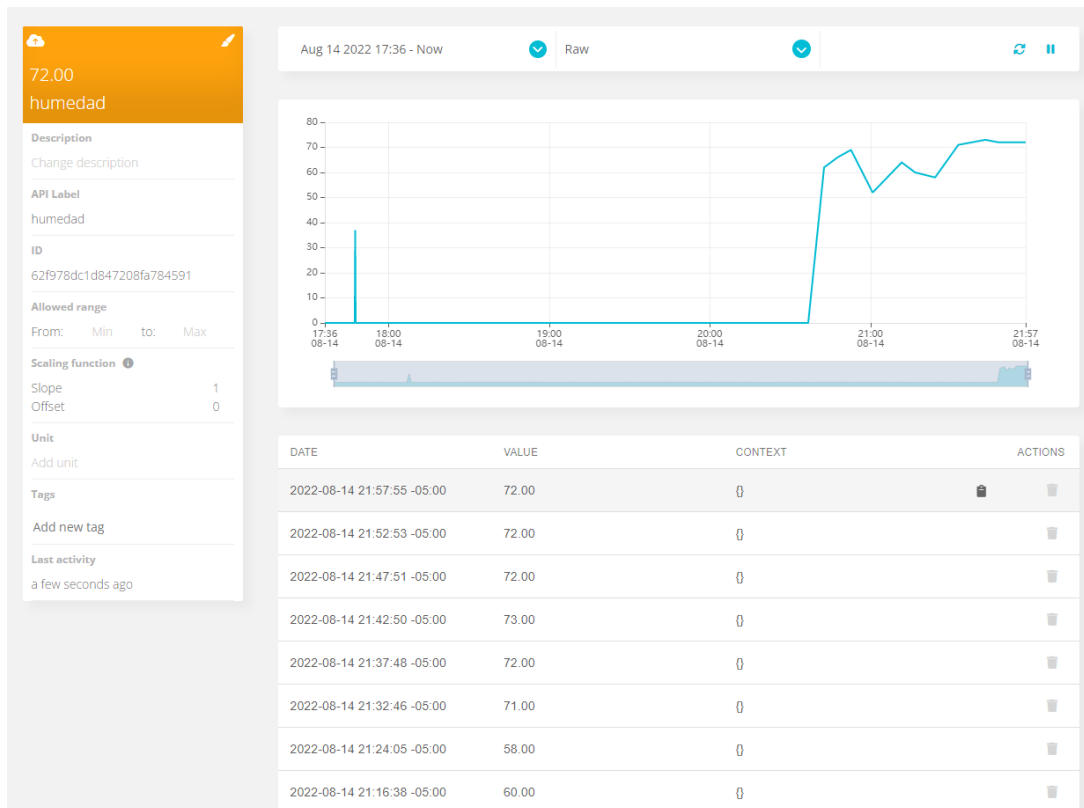 72.00
humedad
Description
Change description
API Label
humedad
ID
62f978dc1d847208fa784591
Allowed range
From: Min to: Max
Scaling function
Slope 1
Offset 0
Unit
Add unit
Tags
Add new tag
Last activity
a few seconds ago
Aug 14 2022 17:36 - Now Raw
80
70
60
50
40
30
20
10
0
17:36 18:00 19:00 20:00 21:00 21:57
08-14 08-14 08-14 08-14 08-14 08-14
DATE VALUE CONTEXT ACTIONS
2022-08-14 21:57:55 -05:00 72.00 {}
2022-08-14 21:52:53 -05:00 72.00 {}
2022-08-14 21:47:51 -05:00 72.00 {}
2022-08-14 21:42:50 -05:00 73.00 {}
2022-08-14 21:37:48 -05:00 72.00 {}
2022-08-14 21:32:46 -05:00 71.00 {}
2022-08-14 21:24:05 -05:00 58.00 {}
2022-08-14 21:16:38 -05:00 60.00 {}